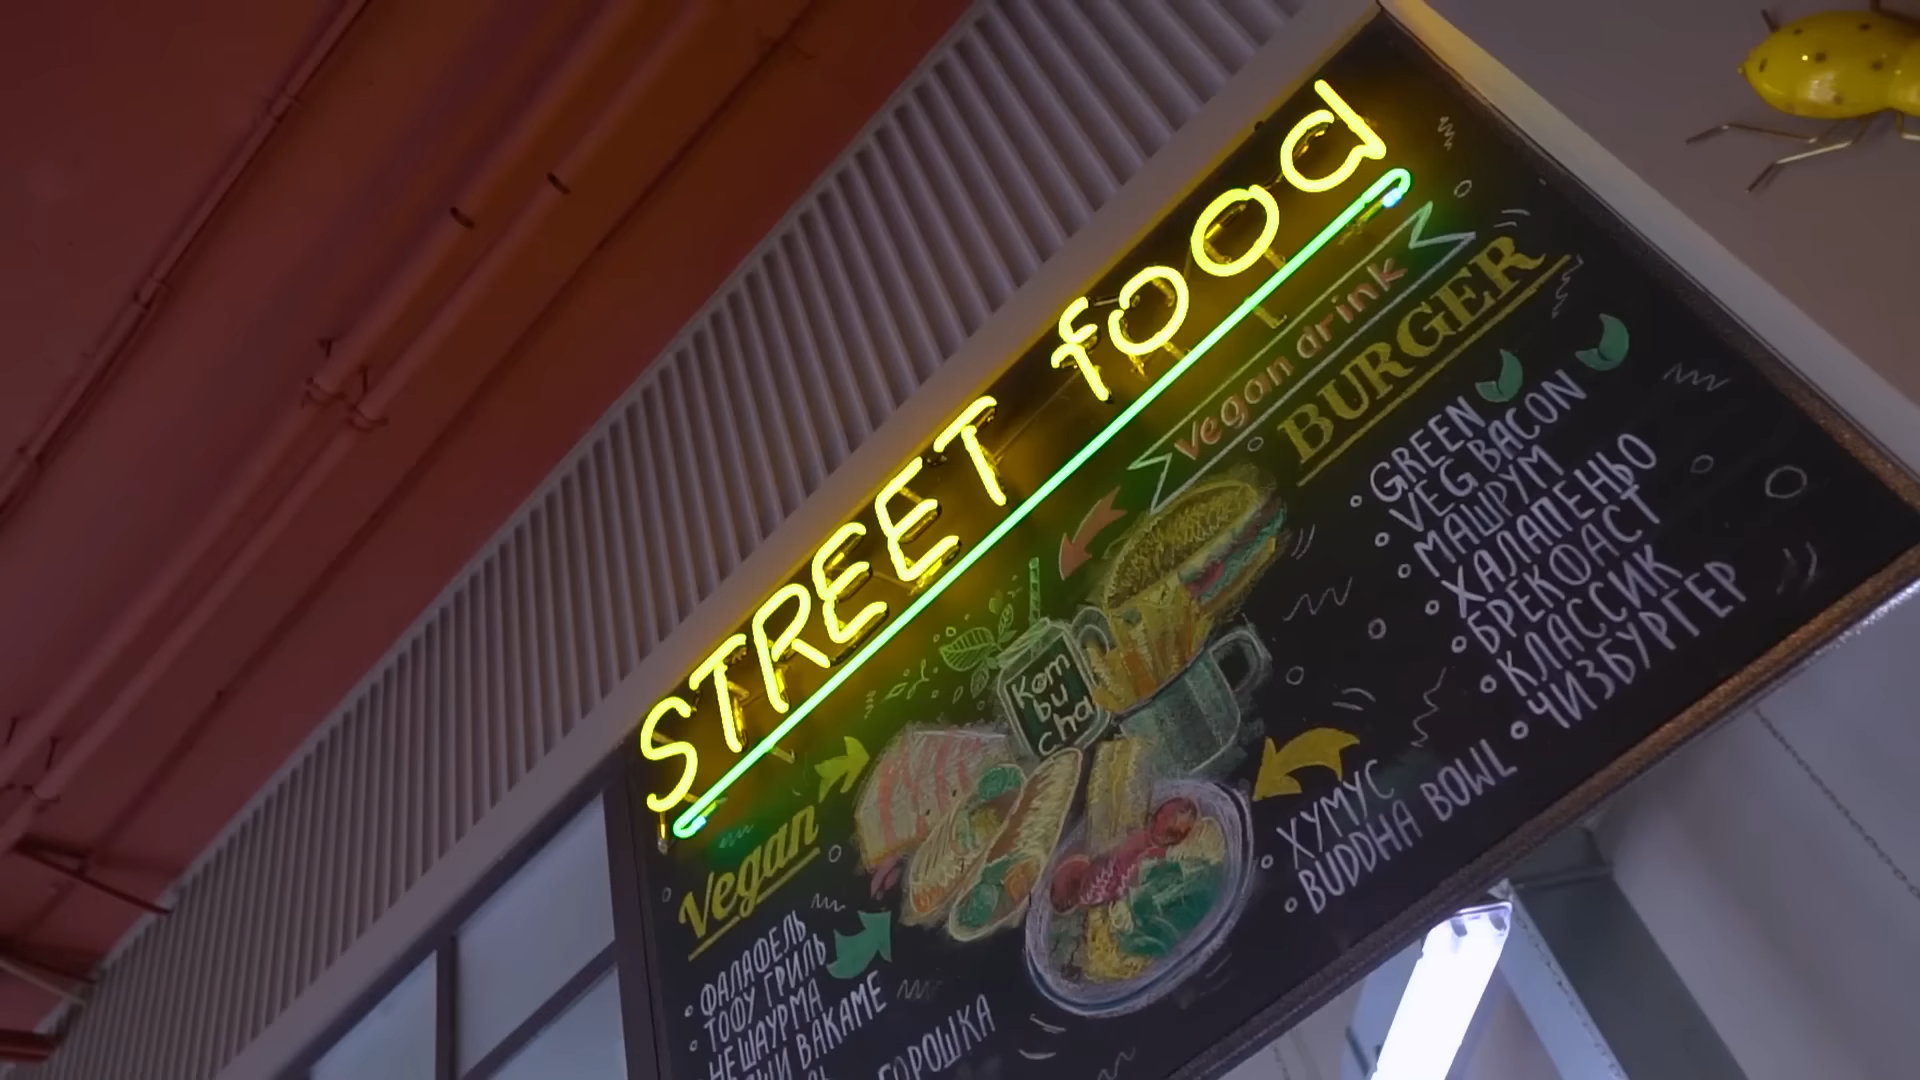 STREET food
Vegan drink
BURGER
GREEN
VEG BACON
МАШРУМ
ХАЛАПЕНЬО
БРЕКФАСТ
КЛАССИК
ЧИЗБУРГЕР
Kom
bu
cha
ХУМУС
BUDDHA BOWL
Vegan
ФАЛАФЕЛЬ
ТОФУ ГРИЛЬ
НЕШАУРМА
ВАКАМЕ
ГОРОШКА